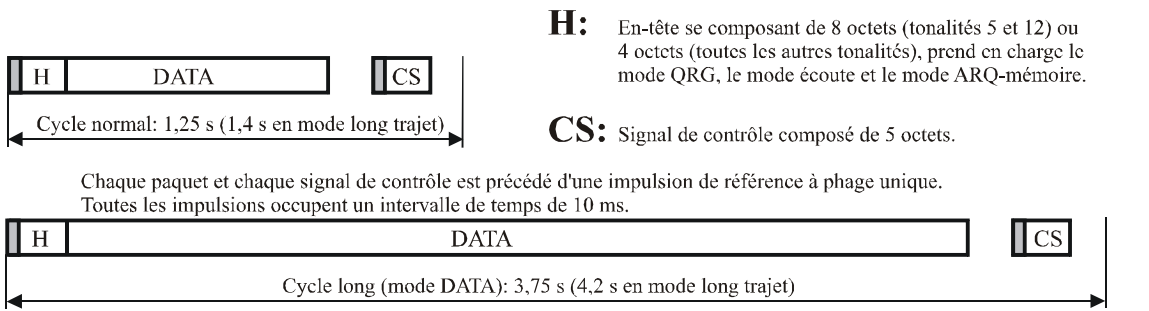 H: En-tête se composant de 8 octets (tonalités 5 et 12) ou
4 octets (toutes les autres tonalités), prend en charge le
mode QRG, le mode écoute et le mode ARQ-mémoire.
H DATA CS
Cycle normal: 1,25 s (1,4 s en mode long trajet)
CS: Signal de contrôle composé de 5 octets.
Chaque paquet et chaque signal de contrôle est précédé d'une impulsion de référence à phage unique.
Toutes les impulsions occupent un intervalle de temps de 10 ms.
H DATA CS
Cycle long (mode DATA): 3,75 s (4,2 s en mode long trajet)